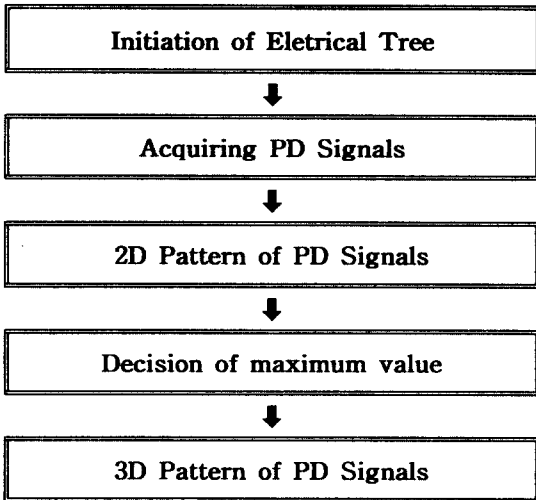 Initiation of Eletrical Tree
Acquiring PD Signals
2D Pattern of PD Signals
Decision of maximum value
3D Pattern of PD Signals